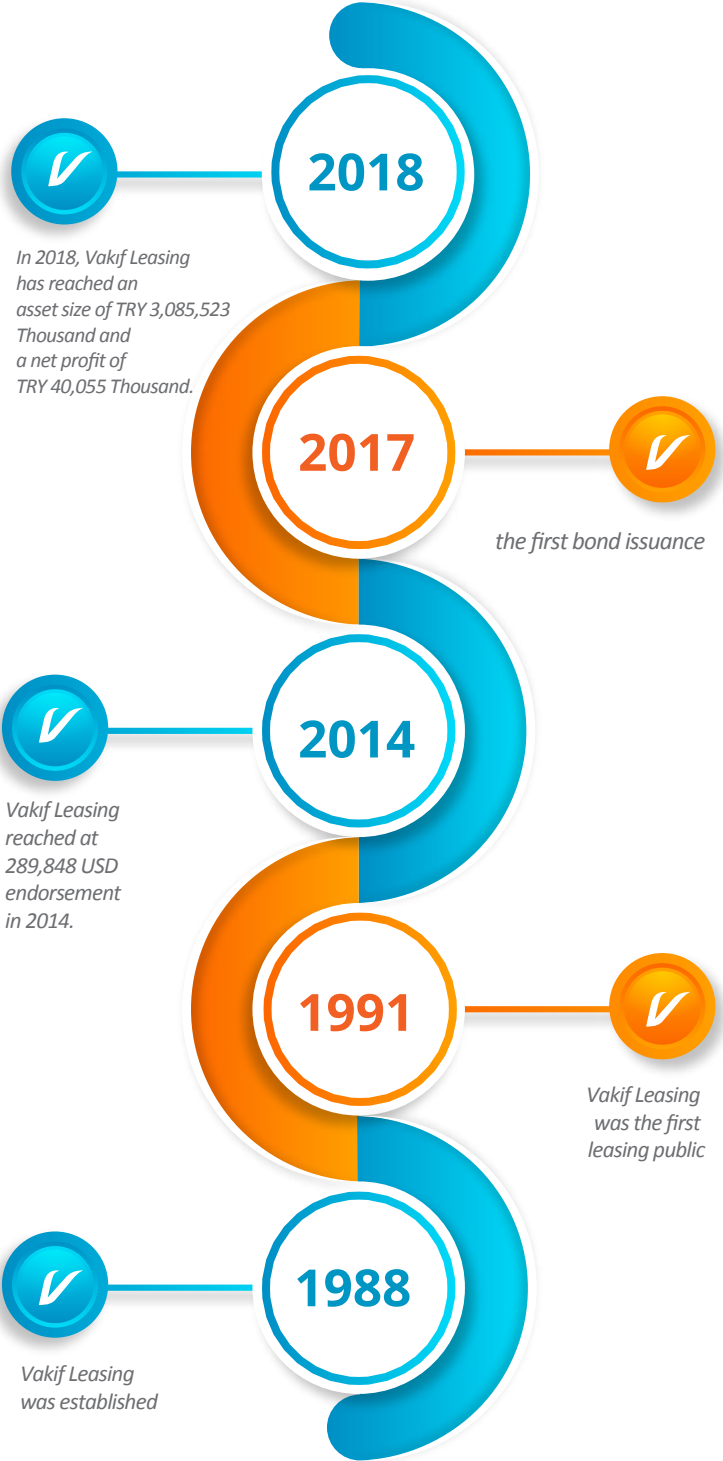 2018
In 2018, Vakıf Leasing
has reached an
asset size of TRY 3,085,523
Thousand and
a net profit of
TRY 40,055 Thousand.
2017
the first bond issuance
2014
Vakıf Leasing
reached at
289,848 USD
endorsement
in 2014.
1991
Vakif Leasing
was the first
leasing public
1988
Vakif Leasing
was established